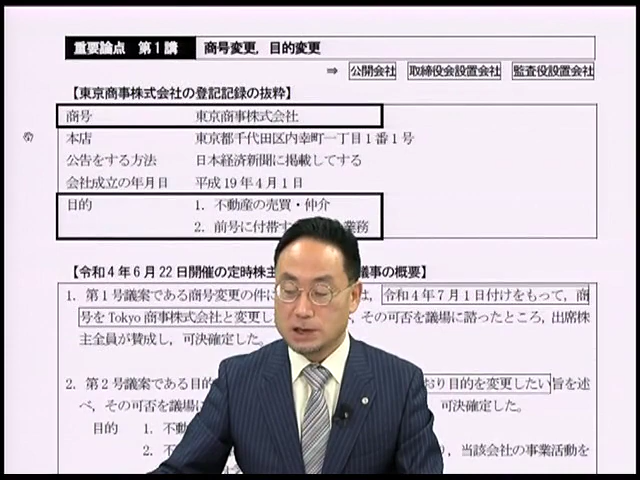 重要論点 第1講 商号変更，目的変更
⇒ 公開会社 取締役会設置会社 監査役設置会社
【東京商事株式会社の登記記録の抜粋】
商号 東京商事株式会社
本店 東京都千代田区内幸町一丁目1番1号
公告をする方法 日本経済新聞に掲載してする
会社成立の年月日 平成19年4月1日
目的 1．不動産の売買・仲介
2．前号に付帯す 業務
【令和4年6月22日開催の定時株主 議事の概要】
1．第1号議案である商号変更の件に は，令和4年7月1日付けをもって，商
号をTokyo商事株式会社と変更し ，その可否を議場に諮ったところ，出席株
主全員が賛成し，可決確定した。
2．第2号議案である目的 おり目的を変更したい旨を述
べ，その可否を議場に 可決確定した。
目的 1．不動
2．不 ，当該会社の事業活動を